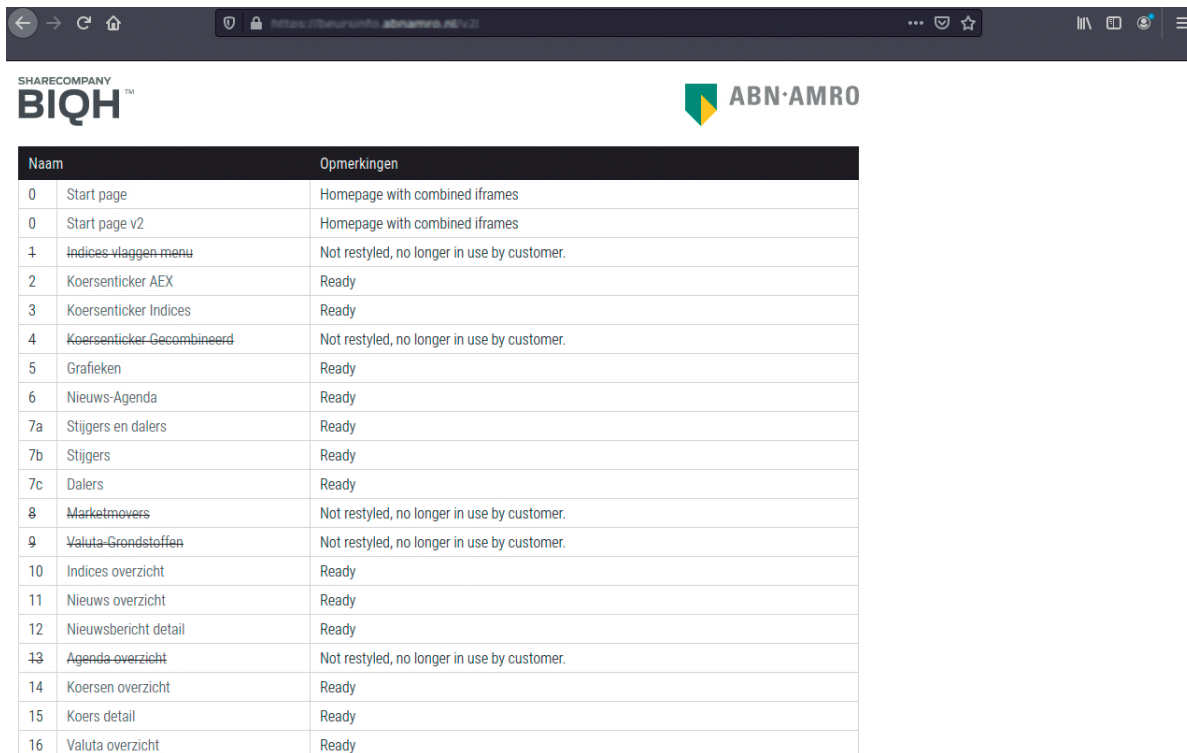 https://beursinfo.abnamro.nl/v2/
SHARECOMPANY
BIQH™
ABN·AMRO
Naam Opmerkingen
0 Start page Homepage with combined iframes
0 Start page v2 Homepage with combined iframes
1 Indices vlaggen menu Not restyled, no longer in use by customer.
2 Koersenticker AEX Ready
3 Koersenticker Indices Ready
4 Koersenticker Gecombineerd Not restyled, no longer in use by customer.
5 Grafieken Ready
6 Nieuws-Agenda Ready
7a Stijgers en dalers Ready
7b Stijgers Ready
7c Dalers Ready
8 Marketmovers Not restyled, no longer in use by customer.
9 Valuta-Grondstoffen Not restyled, no longer in use by customer.
10 Indices overzicht Ready
11 Nieuws overzicht Ready
12 Nieuwsbericht detail Ready
13 Agenda overzicht Not restyled, no longer in use by customer.
14 Koersen overzicht Ready
15 Koers detail Ready
16 Valuta overzicht Ready